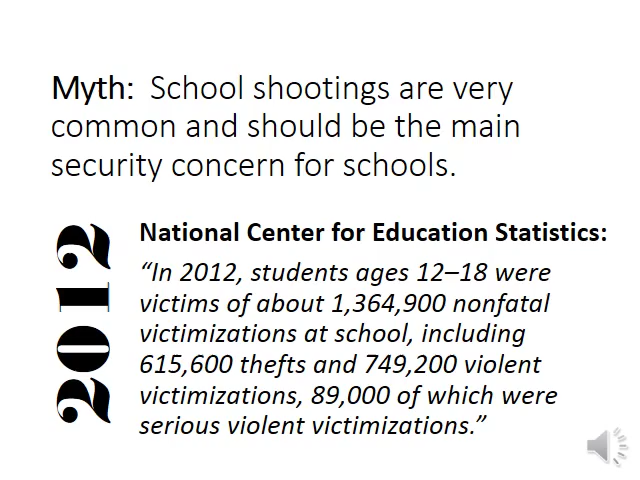 Myth:  School shootings are very
common and should be the main
security concern for schools.
2012
National Center for Education Statistics:
“In 2012, students ages 12–18 were
victims of about 1,364,900 nonfatal
victimizations at school, including
615,600 thefts and 749,200 violent
victimizations, 89,000 of which were
serious violent victimizations.”